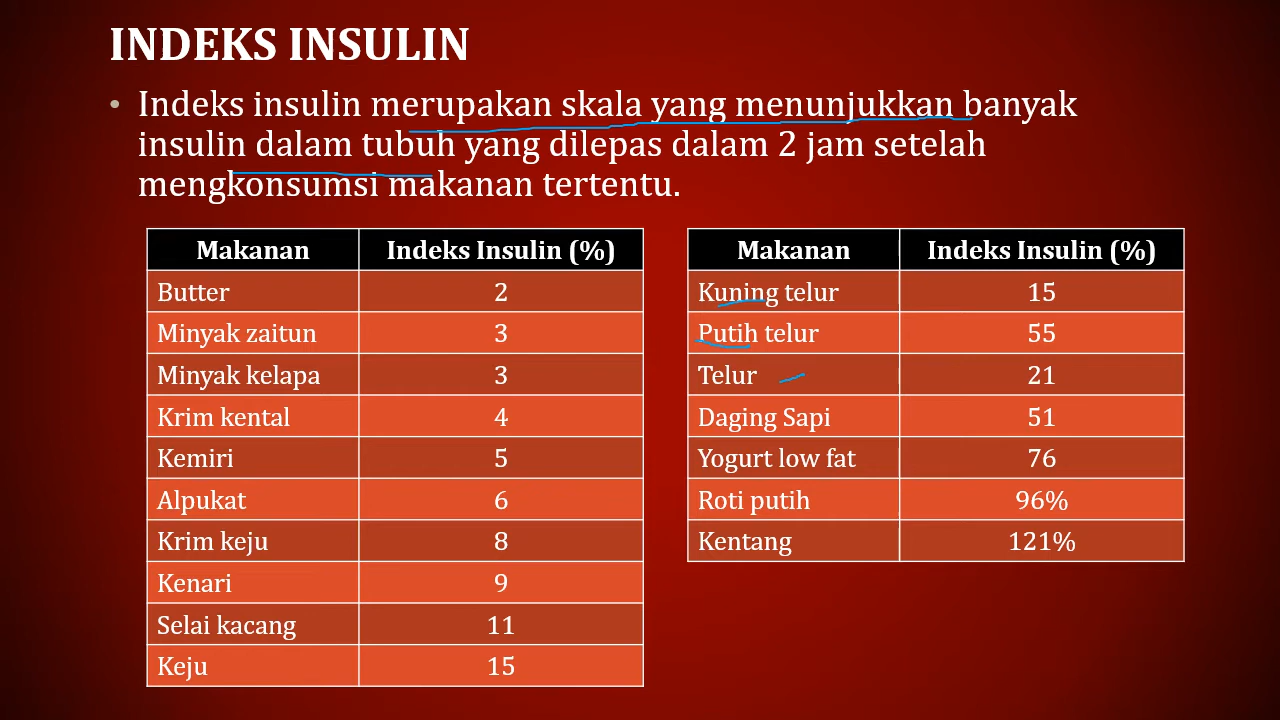 INDEKS INSULIN
• Indeks insulin merupakan skala yang menunjukkan banyak
insulin dalam tubuh yang dilepas dalam 2 jam setelah
mengkonsumsi makanan tertentu.
Makanan Indeks Insulin (%)
Butter 2
Minyak zaitun 3
Minyak kelapa 3
Krim kental 4
Kemiri 5
Alpukat 6
Krim keju 8
Kenari 9
Selai kacang 11
Keju 15
Makanan Indeks Insulin (%)
Kuning telur 15
Putih telur 55
Telur 21
Daging Sapi 51
Yogurt low fat 76
Roti putih 96%
Kentang 121%